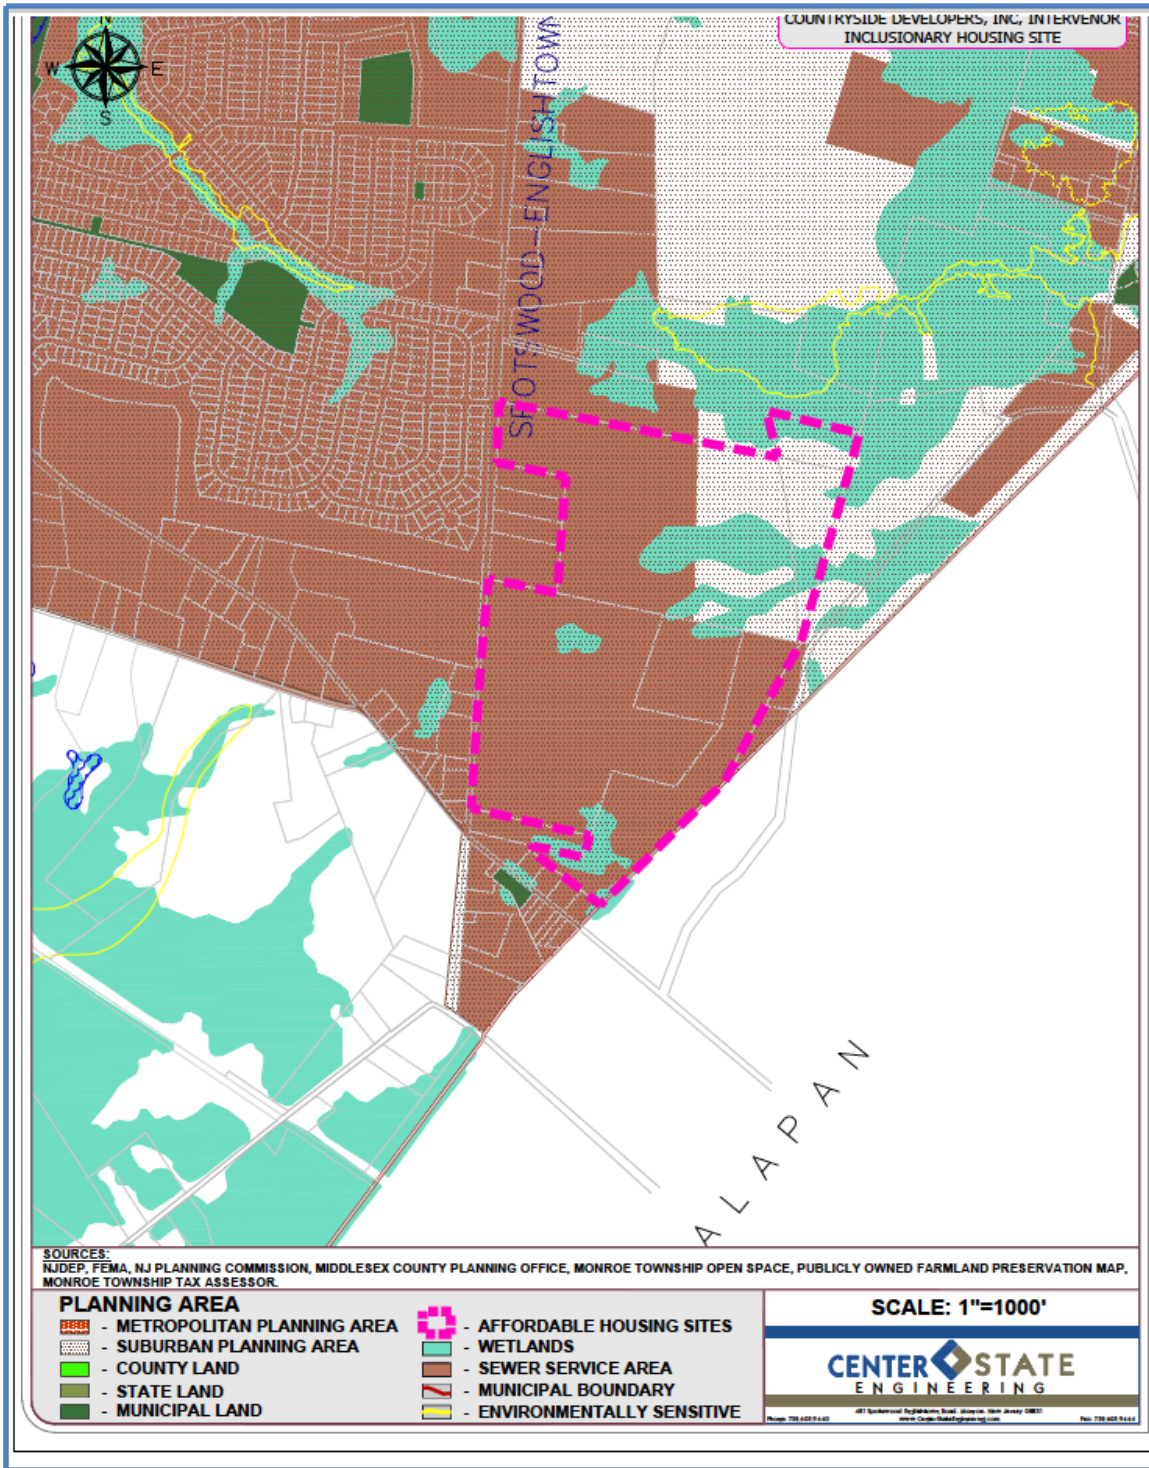 COUNTRYSIDE DEVELOPERS, INC, INTERVENOR
INCLUSIONARY HOUSING SITE
N
W
E
S
SPOTSWOOD-ENGLISHTOWN
ALAPAN
SOURCES:
NJDEP, FEMA, NJ PLANNING COMMISSION, MIDDLESEX COUNTY PLANNING OFFICE, MONROE TOWNSHIP OPEN SPACE, PUBLICLY OWNED FARMLAND PRESERVATION MAP,
MONROE TOWNSHIP TAX ASSESSOR.
PLANNING AREA
- METROPOLITAN PLANNING AREA
- SUBURBAN PLANNING AREA
- COUNTY LAND
- STATE LAND
- MUNICIPAL LAND
- AFFORDABLE HOUSING SITES
- WETLANDS
- SEWER SERVICE AREA
- MUNICIPAL BOUNDARY
- ENVIRONMENTALLY SENSITIVE
SCALE: 1"=1000'
CENTER STATE
ENGINEERING